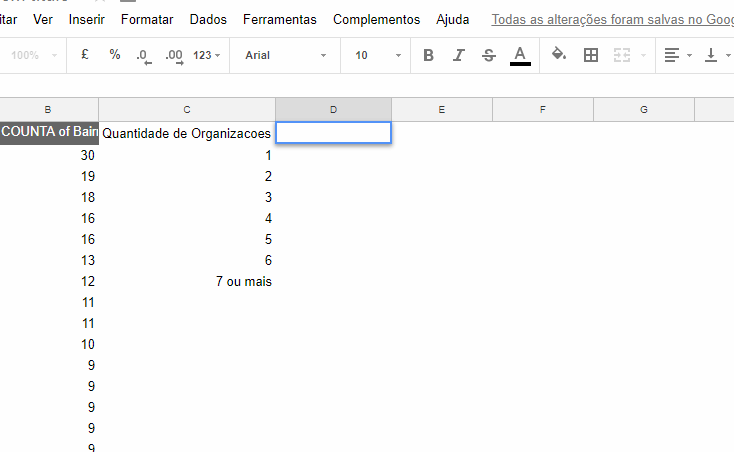 Ver Inserir Formatar Dados Ferramentas Complementos Ajuda Todas as alterações foram salvas no Goog
100% £ % .0 .00 123 Arial 10 B I S A
B C D E F G
COUNTA of Bairr Quantidade de Organizacoes
30 1
19 2
18 3
16 4
16 5
13 6
12 7 ou mais
11
11
10
9
9
9
9
9